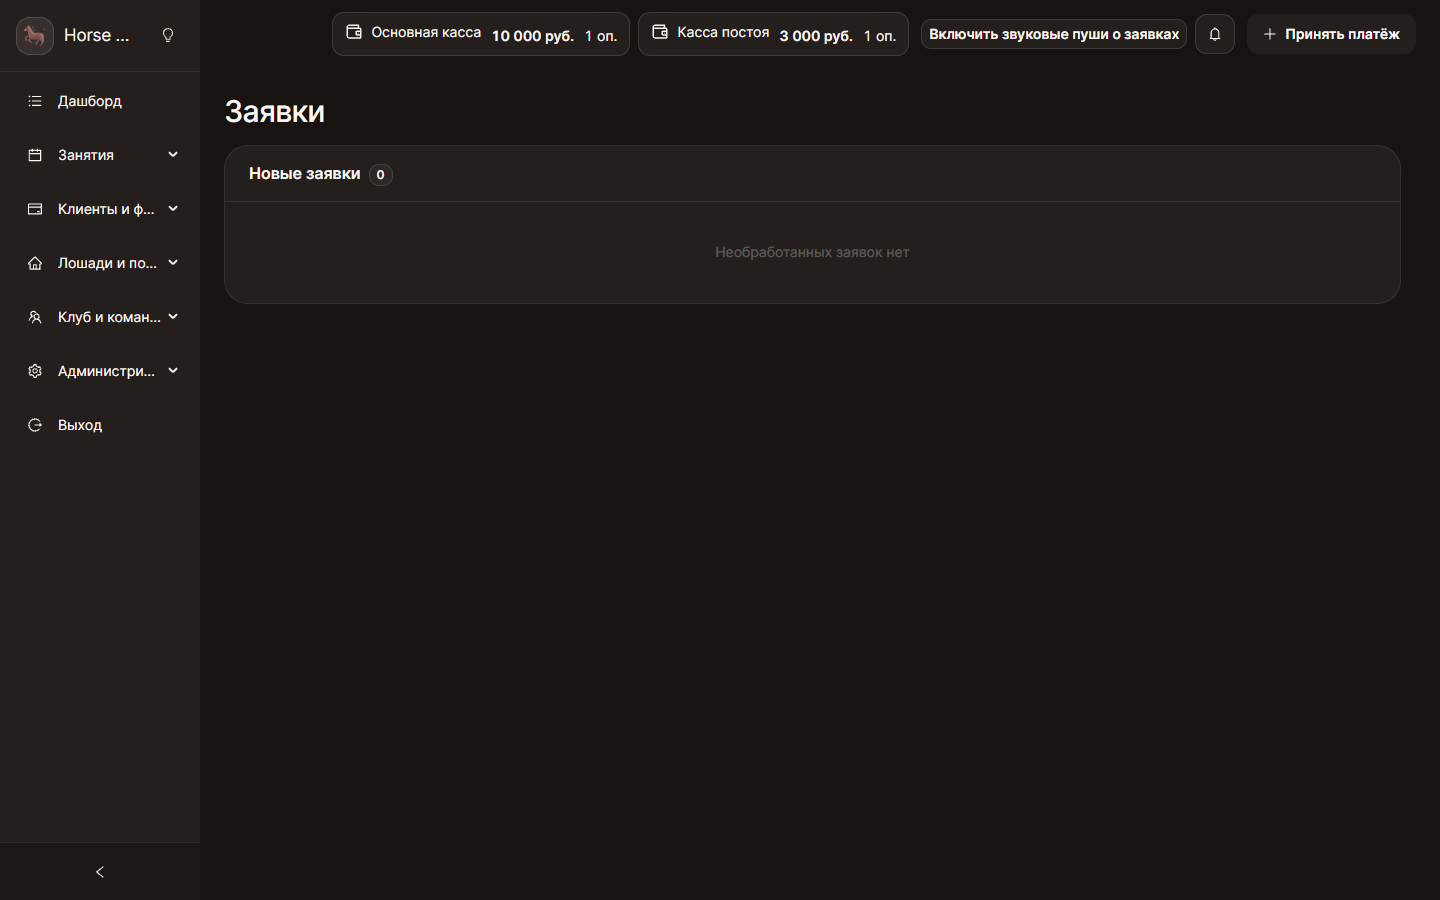 Horse ...
Основная касса 10 000 руб. 1 оп.
Касса постоя 3 000 руб. 1 оп.
Включить звуковые пуши о заявках
Принять платёж
Дашборд
Занятия
Клиенты и ф...
Лошади и по...
Клуб и коман...
Администри...
Выход
Заявки
Новые заявки 0
Необработанных заявок нет